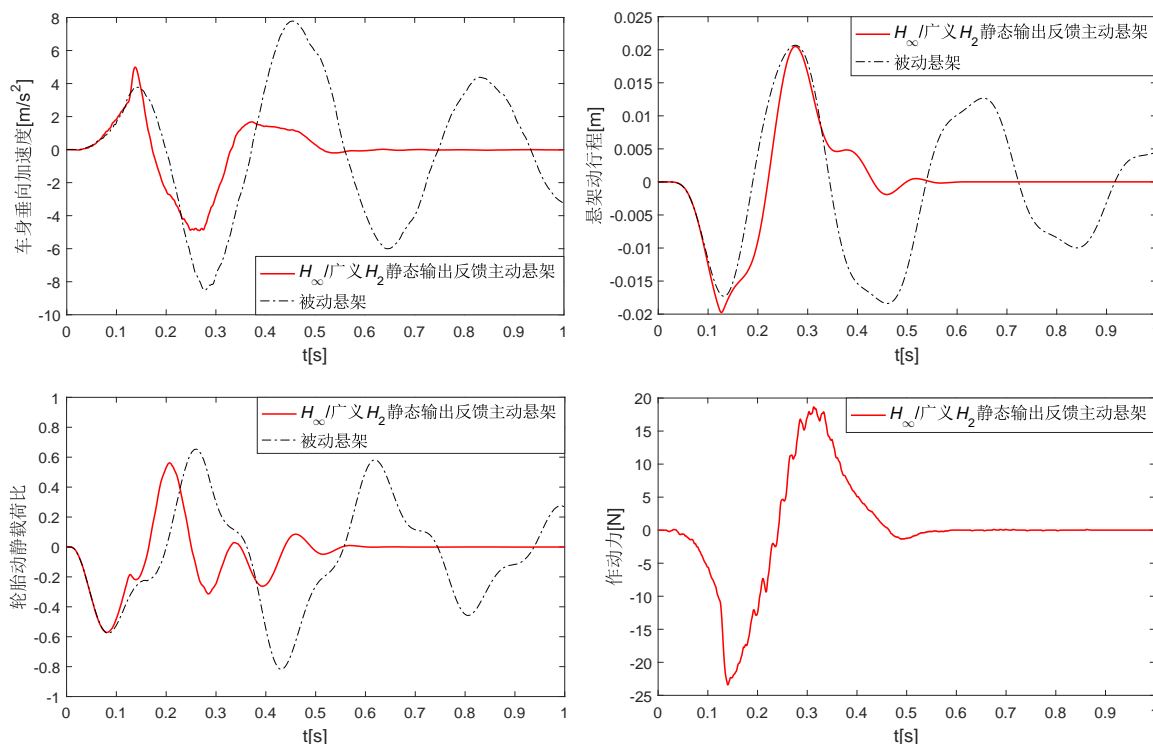 车身垂向加速度[m/s²]
8
6
4
2
0
-2
-4
-6
-8
-10
H∞/广义H₂静态输出反馈主动悬架
被动悬架
0 0.1 0.2 0.3 0.4 0.5 0.6 0.7 0.8 0.9 1
t[s]
悬架动行程[m]
0.025
0.02
0.015
0.01
0.005
0
-0.005
-0.01
-0.015
-0.02
H∞/广义H₂静态输出反馈主动悬架
被动悬架
0 0.1 0.2 0.3 0.4 0.5 0.6 0.7 0.8 0.9 1
t[s]
轮胎动静载荷比
1
0.8
0.6
0.4
0.2
0
-0.2
-0.4
-0.6
-0.8
-1
H∞/广义H₂静态输出反馈主动悬架
被动悬架
0 0.1 0.2 0.3 0.4 0.5 0.6 0.7 0.8 0.9 1
t[s]
作动力[N]
20
15
10
5
0
-5
-10
-15
-20
-25
H∞/广义H₂静态输出反馈主动悬架
0 0.1 0.2 0.3 0.4 0.5 0.6 0.7 0.8 0.9 1
t[s]